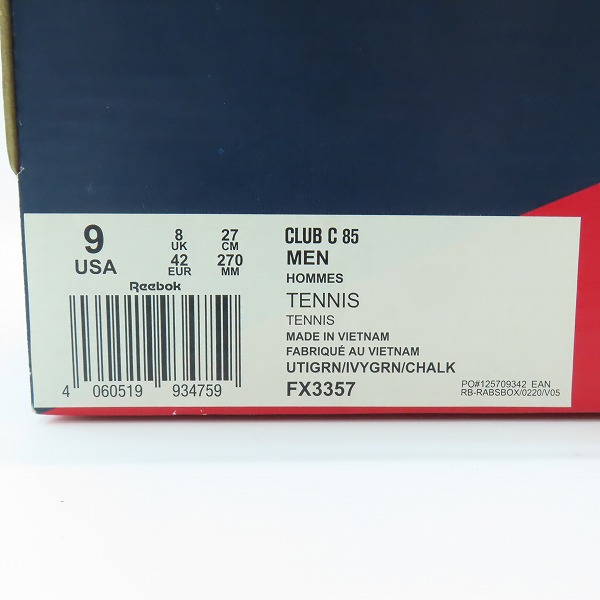 9
USA
8
UK
27
CM
42
EUR
270
MM
Reebok
4 060519 934759
CLUB C 85
MEN
HOMMES
TENNIS
TENNIS
MADE IN VIETNAM
FABRIQUÉ AU VIETNAM
UTIGRN/IVYGRN/CHALK
FX3357
PO#125709342 EAN
RB-RABSBOX/0220/V05